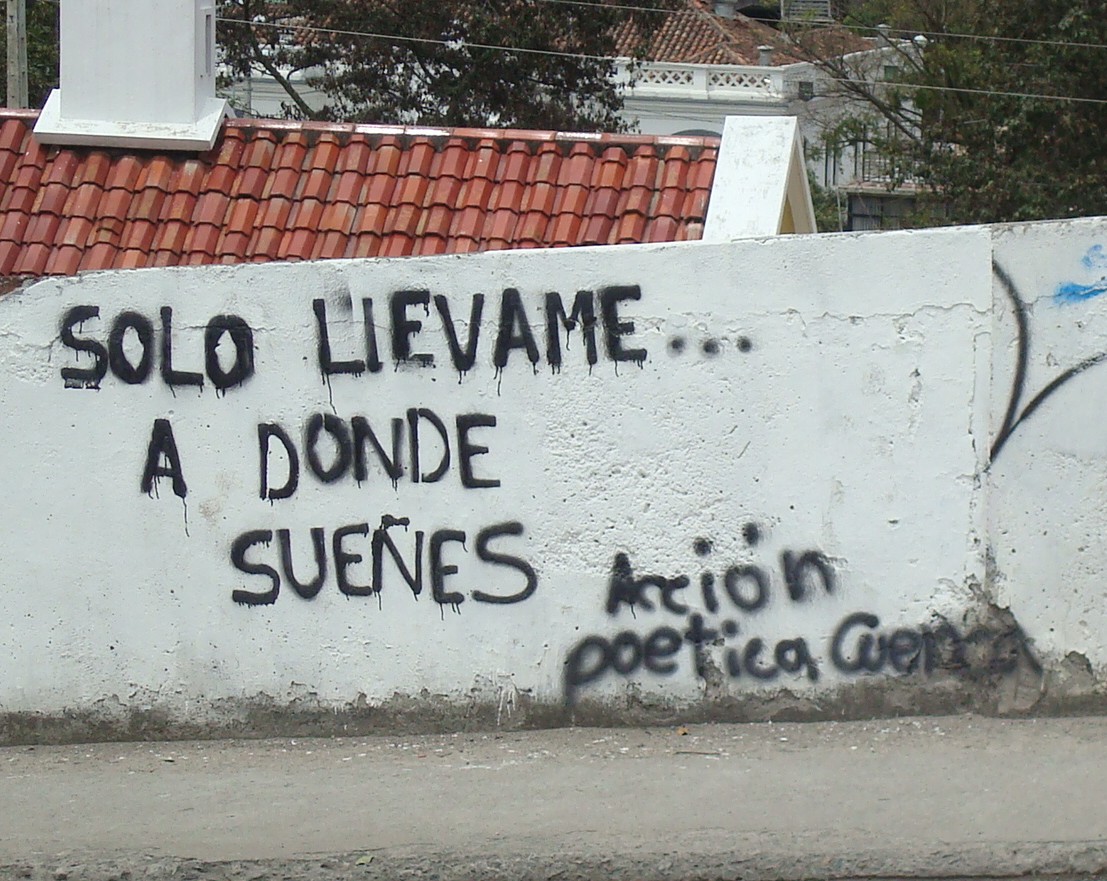 SOLO LlEVAME...
A DONDE
SUEÑES
Acción
poetica Cuenca